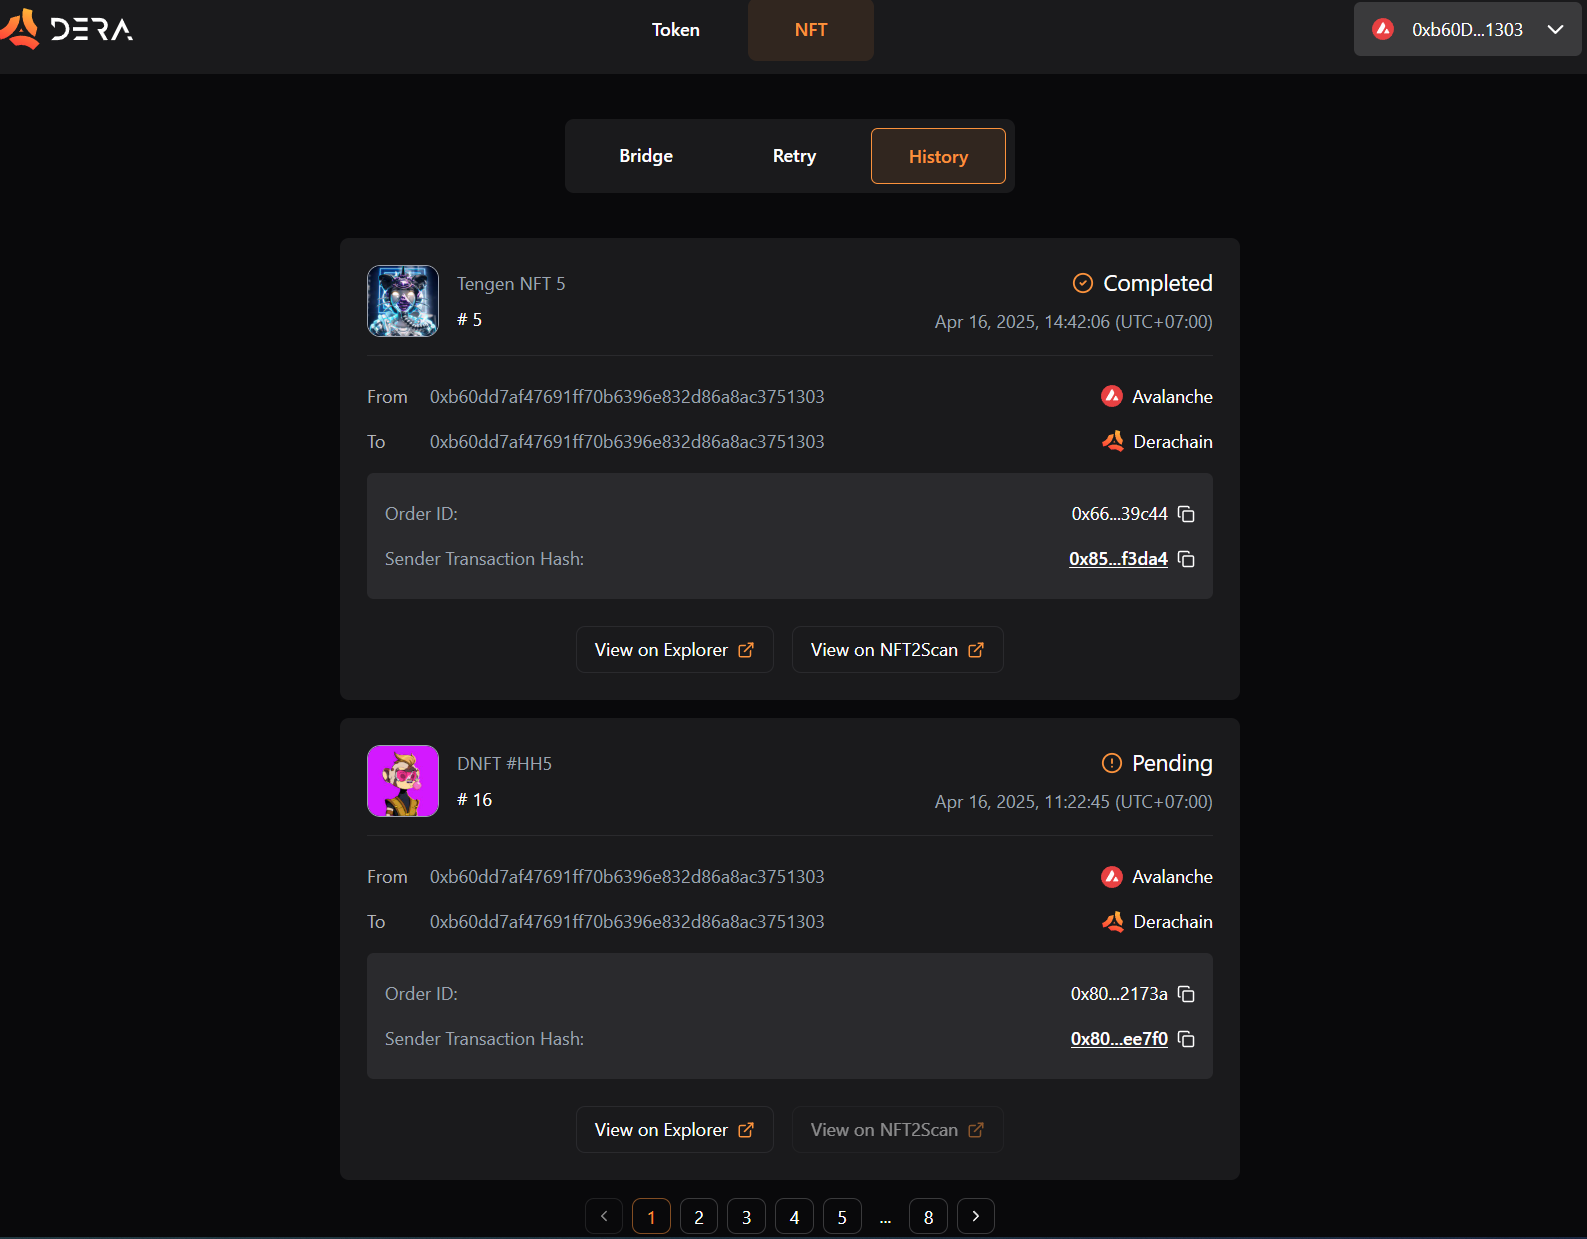 DERA
Token
NFT
0xb60D...1303
Bridge
Retry
History
Tengen NFT 5
Completed
# 5
Apr 16, 2025, 14:42:06 (UTC+07:00)
From 0xb60dd7af47691ff70b6396e832d86a8ac3751303 Avalanche
To 0xb60dd7af47691ff70b6396e832d86a8ac3751303 Derachain
Order ID: 0x66...39c44
Sender Transaction Hash: 0x85...f3da4
View on Explorer
View on NFT2Scan
DNFT #HH5
Pending
# 16
Apr 16, 2025, 11:22:45 (UTC+07:00)
From 0xb60dd7af47691ff70b6396e832d86a8ac3751303 Avalanche
To 0xb60dd7af47691ff70b6396e832d86a8ac3751303 Derachain
Order ID: 0x80...2173a
Sender Transaction Hash: 0x80...ee7f0
View on Explorer
View on NFT2Scan
1 2 3 4 5 ... 8